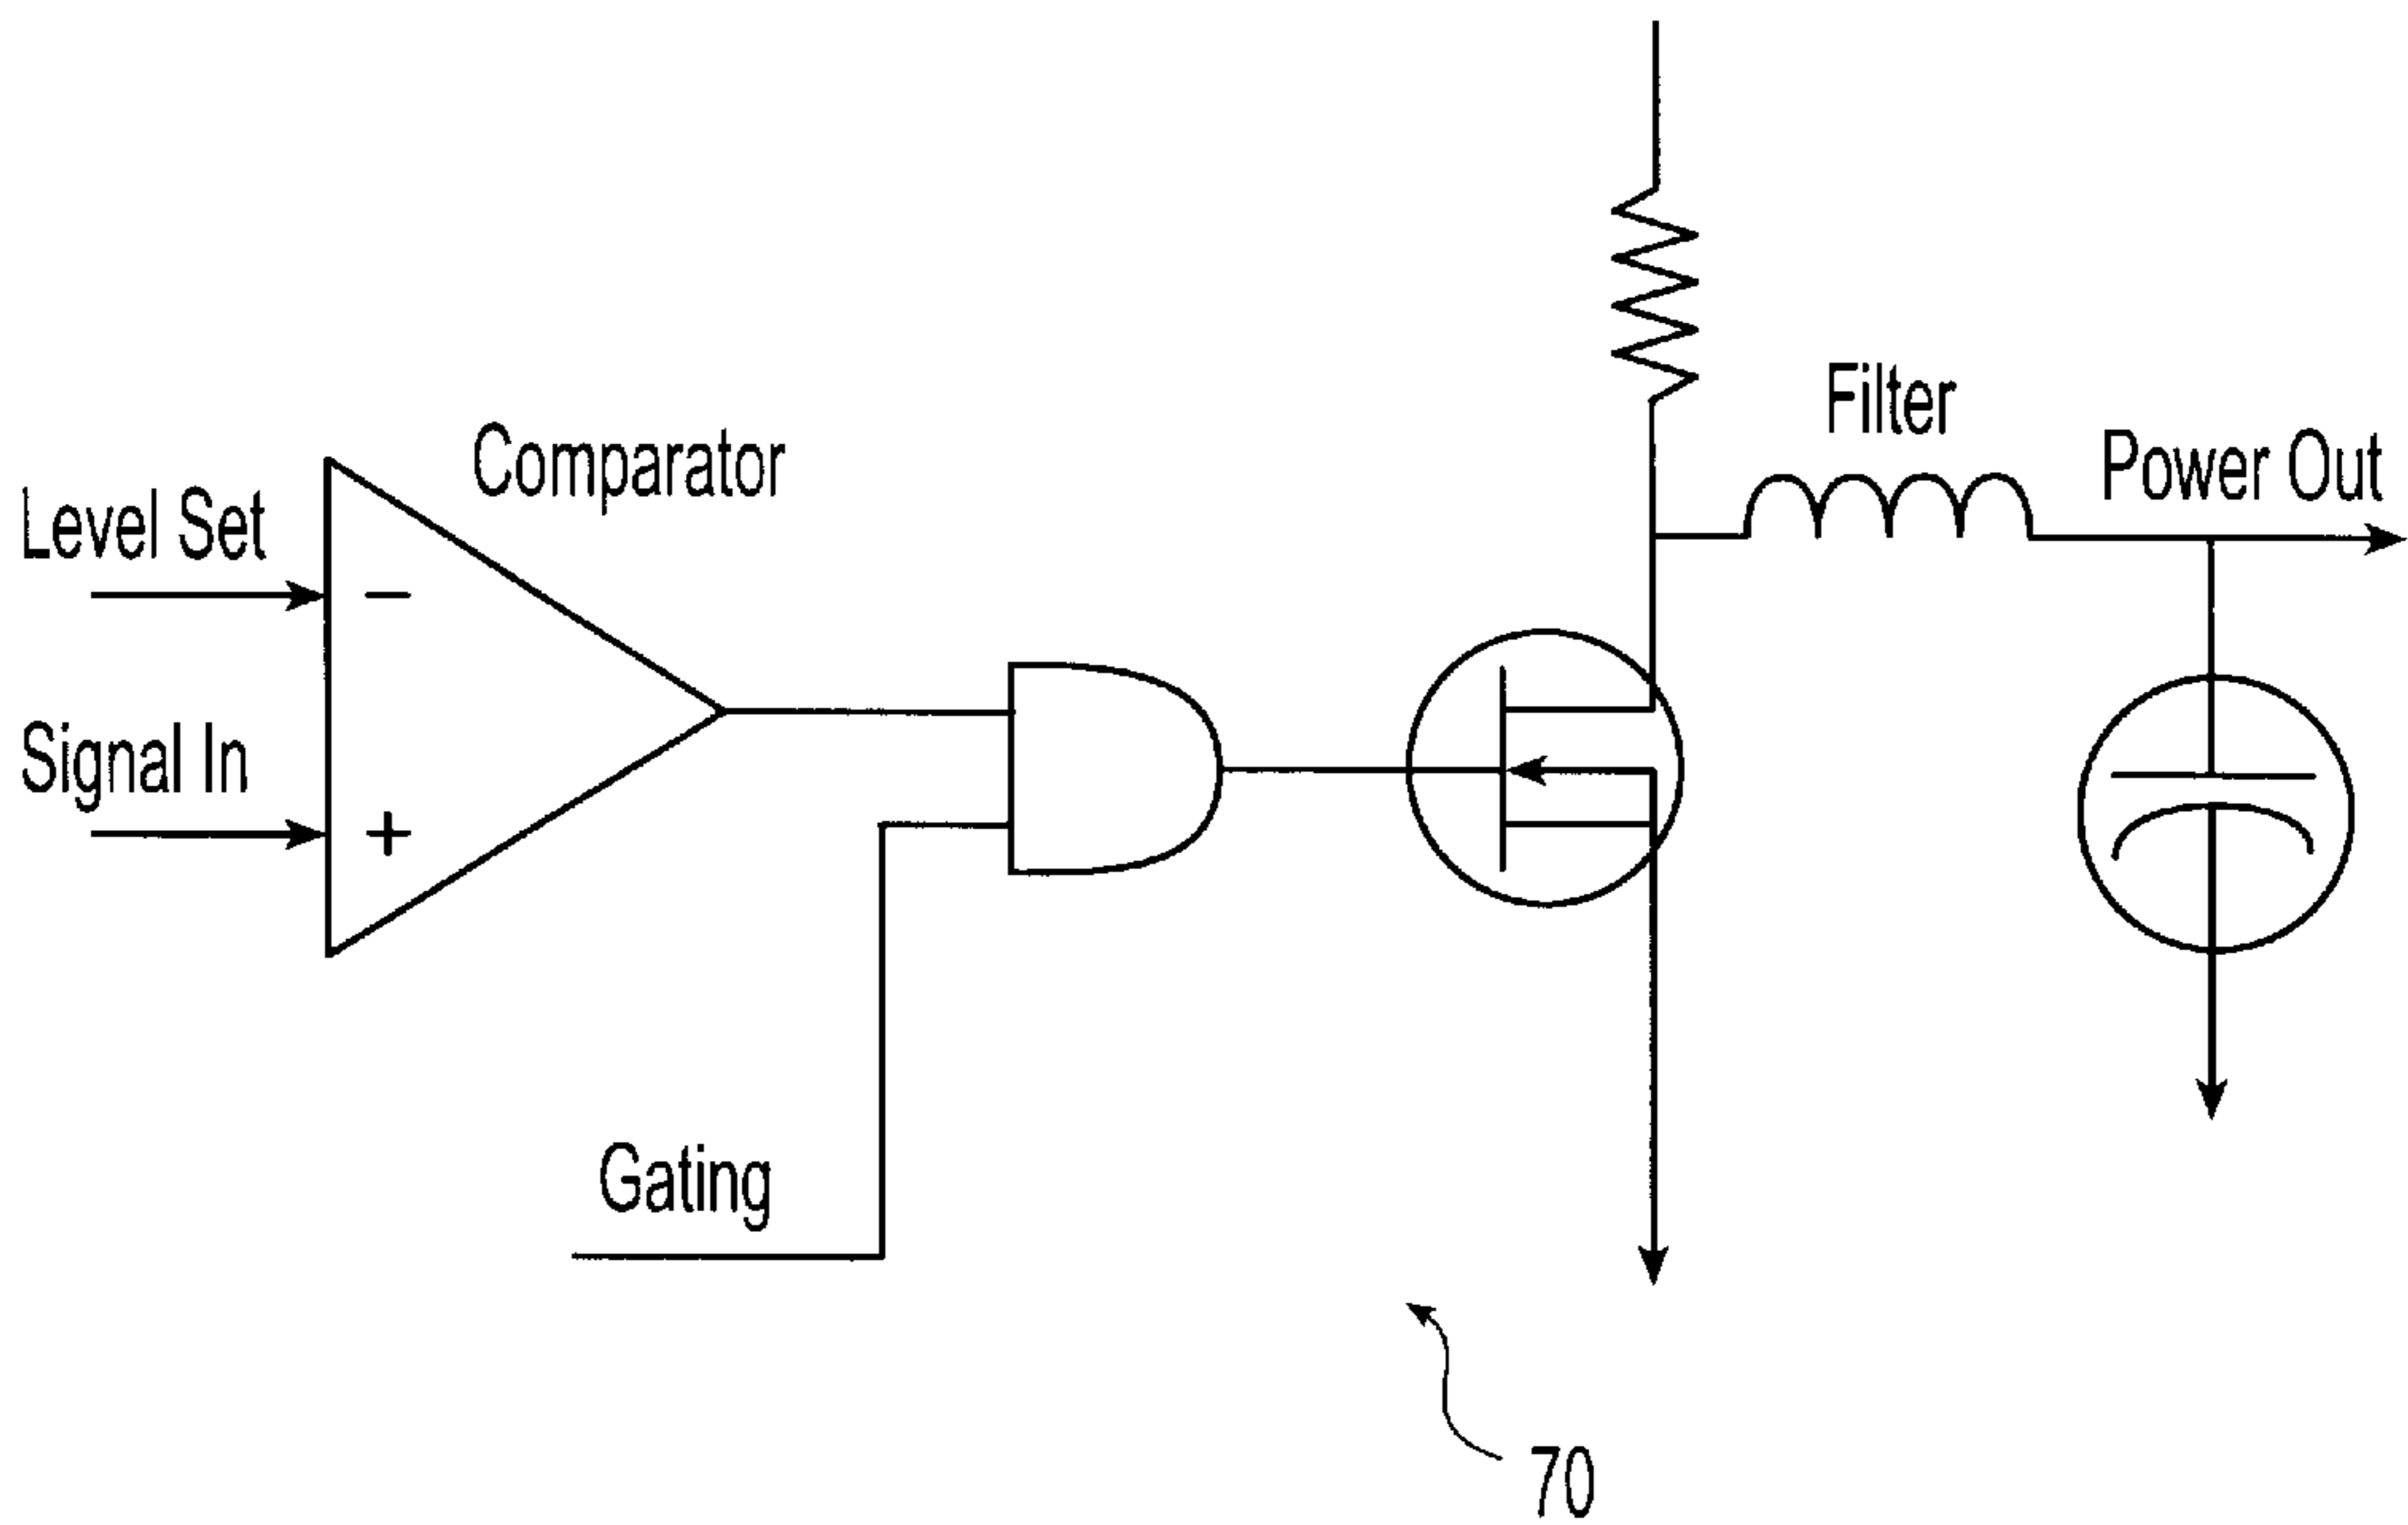 Comparator
Level Set
−
Signal In
+
Gating
Filter
Power Out
70